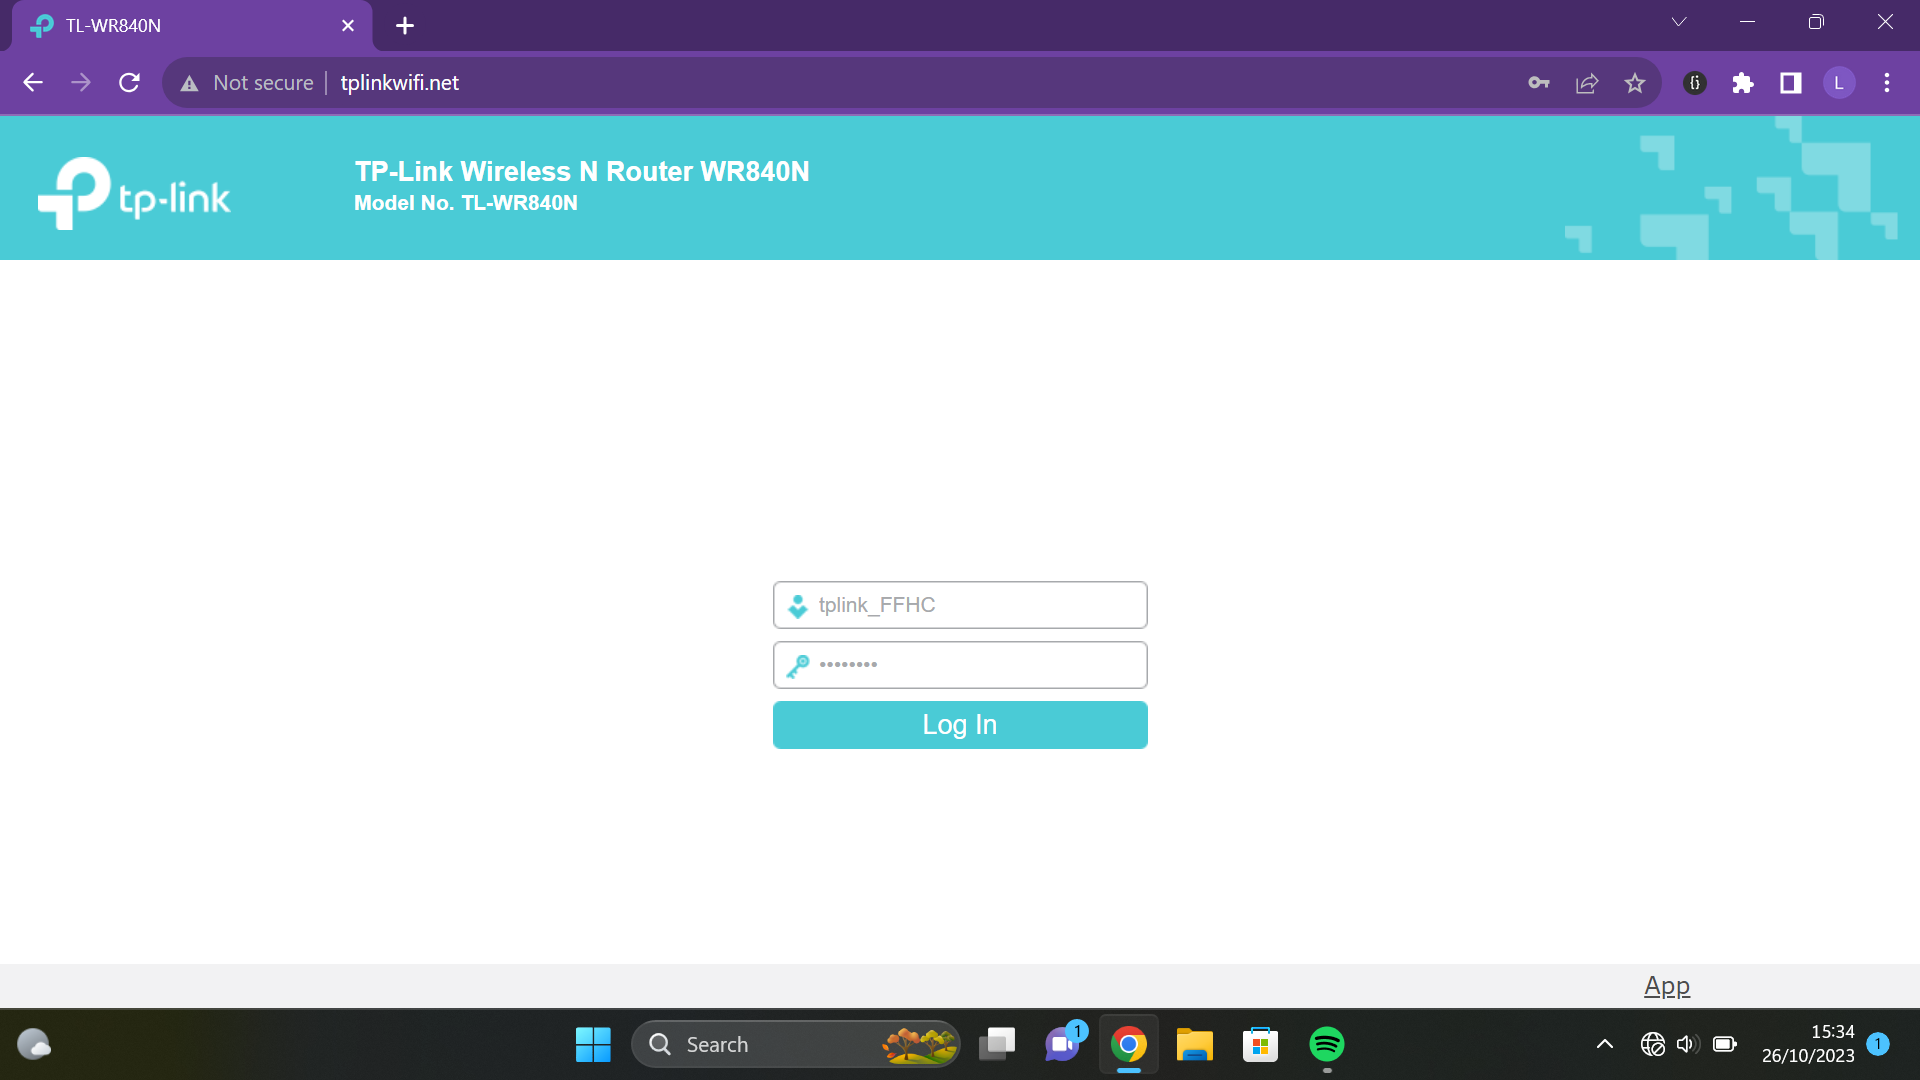 TL-WR840N
Not secure
tplinkwifi.net
L
tp-link
TP-Link Wireless N Router WR840N
Model No. TL-WR840N
tplink_FFHC
••••••••
Log In
App
Search
1
15:34
26/10/2023
1